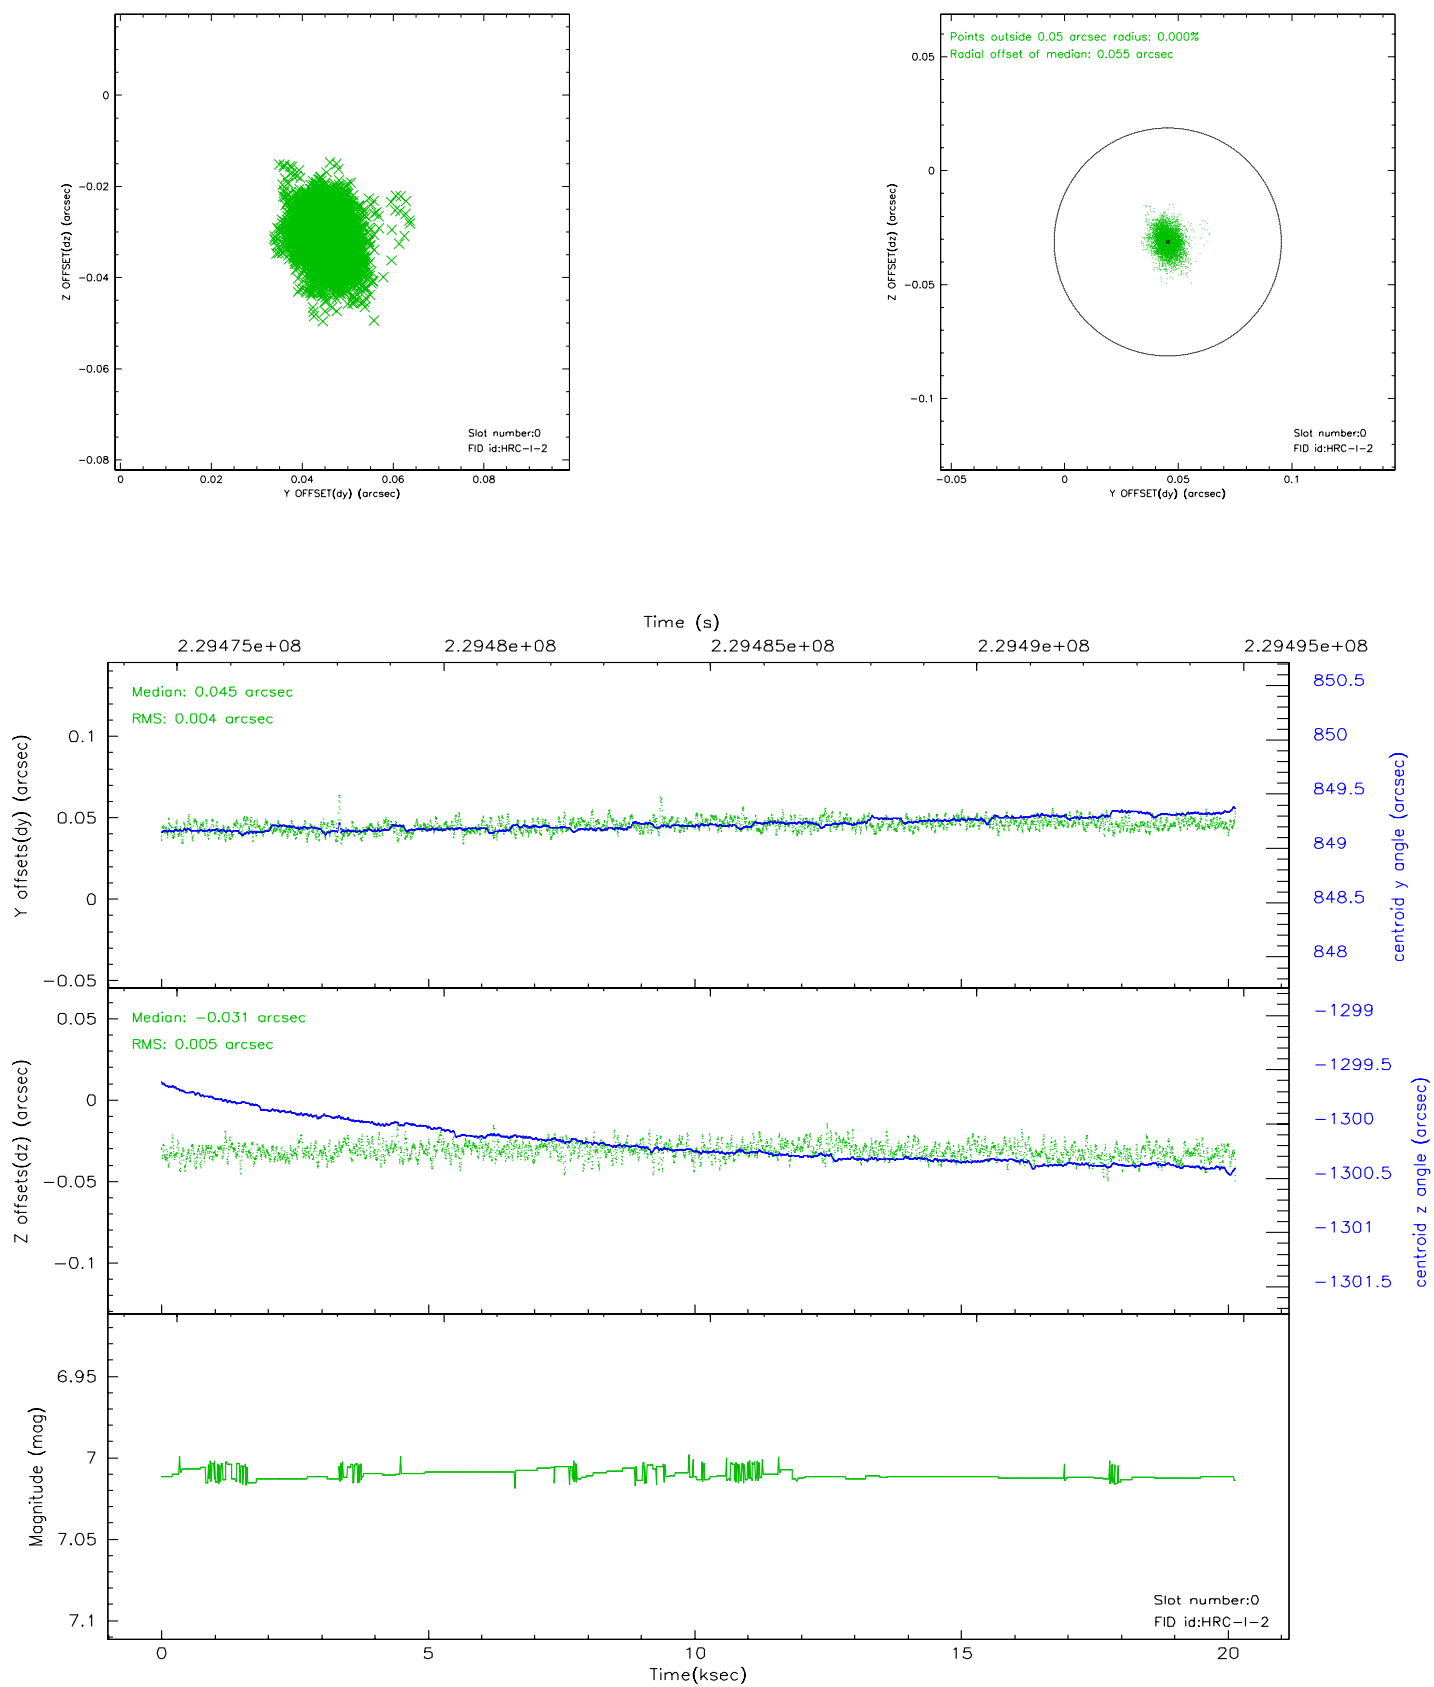 0
-0.02
-0.04
-0.06
-0.08
Z OFFSET(dz) (arcsec)
Slot number:0
FID id:HRC-I-2
0 0.02 0.04 0.06 0.08
Y OFFSET(dy) (arcsec)
Points outside 0.05 arcsec radius: 0.000%
Radial offset of median: 0.055 arcsec
0.05
0
-0.05
-0.1
Z OFFSET(dz) (arcsec)
Slot number:0
FID id:HRC-I-2
-0.05 0 0.05 0.1
Y OFFSET(dy) (arcsec)
Time (s)
2.29475e+08 2.2948e+08 2.29485e+08 2.2949e+08 2.29495e+08
Median: 0.045 arcsec
RMS: 0.004 arcsec
0.1
0.05
0
-0.05
Y offsets(dy) (arcsec)
850.5
850
849.5
849
848.5
848
centroid y angle (arcsec)
Median: -0.031 arcsec
RMS: 0.005 arcsec
0.05
0
-0.05
-0.1
Z offsets(dz) (arcsec)
-1299
-1299.5
-1300
-1300.5
-1301
-1301.5
centroid z angle (arcsec)
6.95
7
7.05
7.1
Magnitude (mag)
Slot number:0
FID id:HRC-I-2
0 5 10 15 20
Time(ksec)